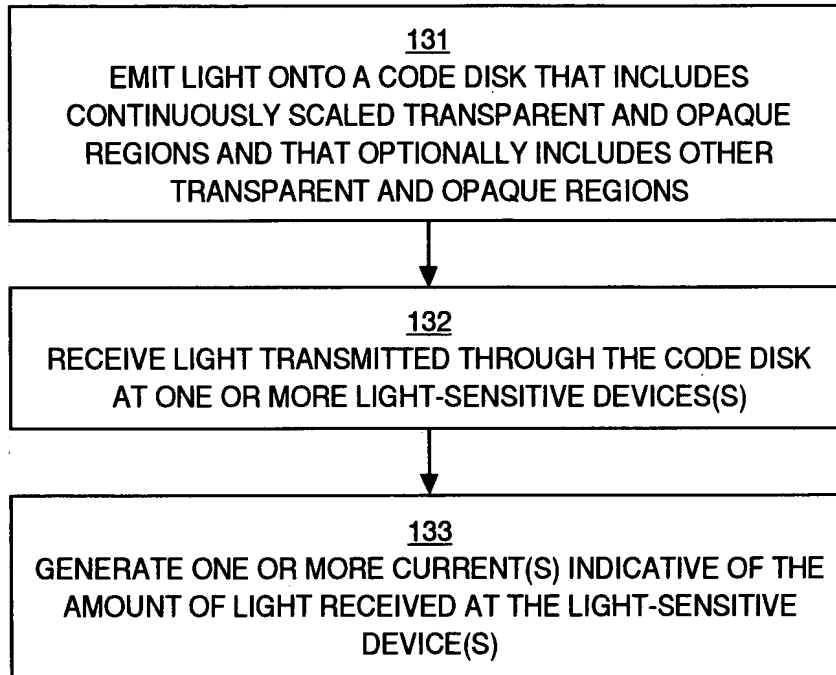 131
EMIT LIGHT ONTO A CODE DISK THAT INCLUDES
CONTINUOUSLY SCALED TRANSPARENT AND OPAQUE
REGIONS AND THAT OPTIONALLY INCLUDES OTHER
TRANSPARENT AND OPAQUE REGIONS
132
RECEIVE LIGHT TRANSMITTED THROUGH THE CODE DISK
AT ONE OR MORE LIGHT-SENSITIVE DEVICES(S)
133
GENERATE ONE OR MORE CURRENT(S) INDICATIVE OF THE
AMOUNT OF LIGHT RECEIVED AT THE LIGHT-SENSITIVE
DEVICE(S)